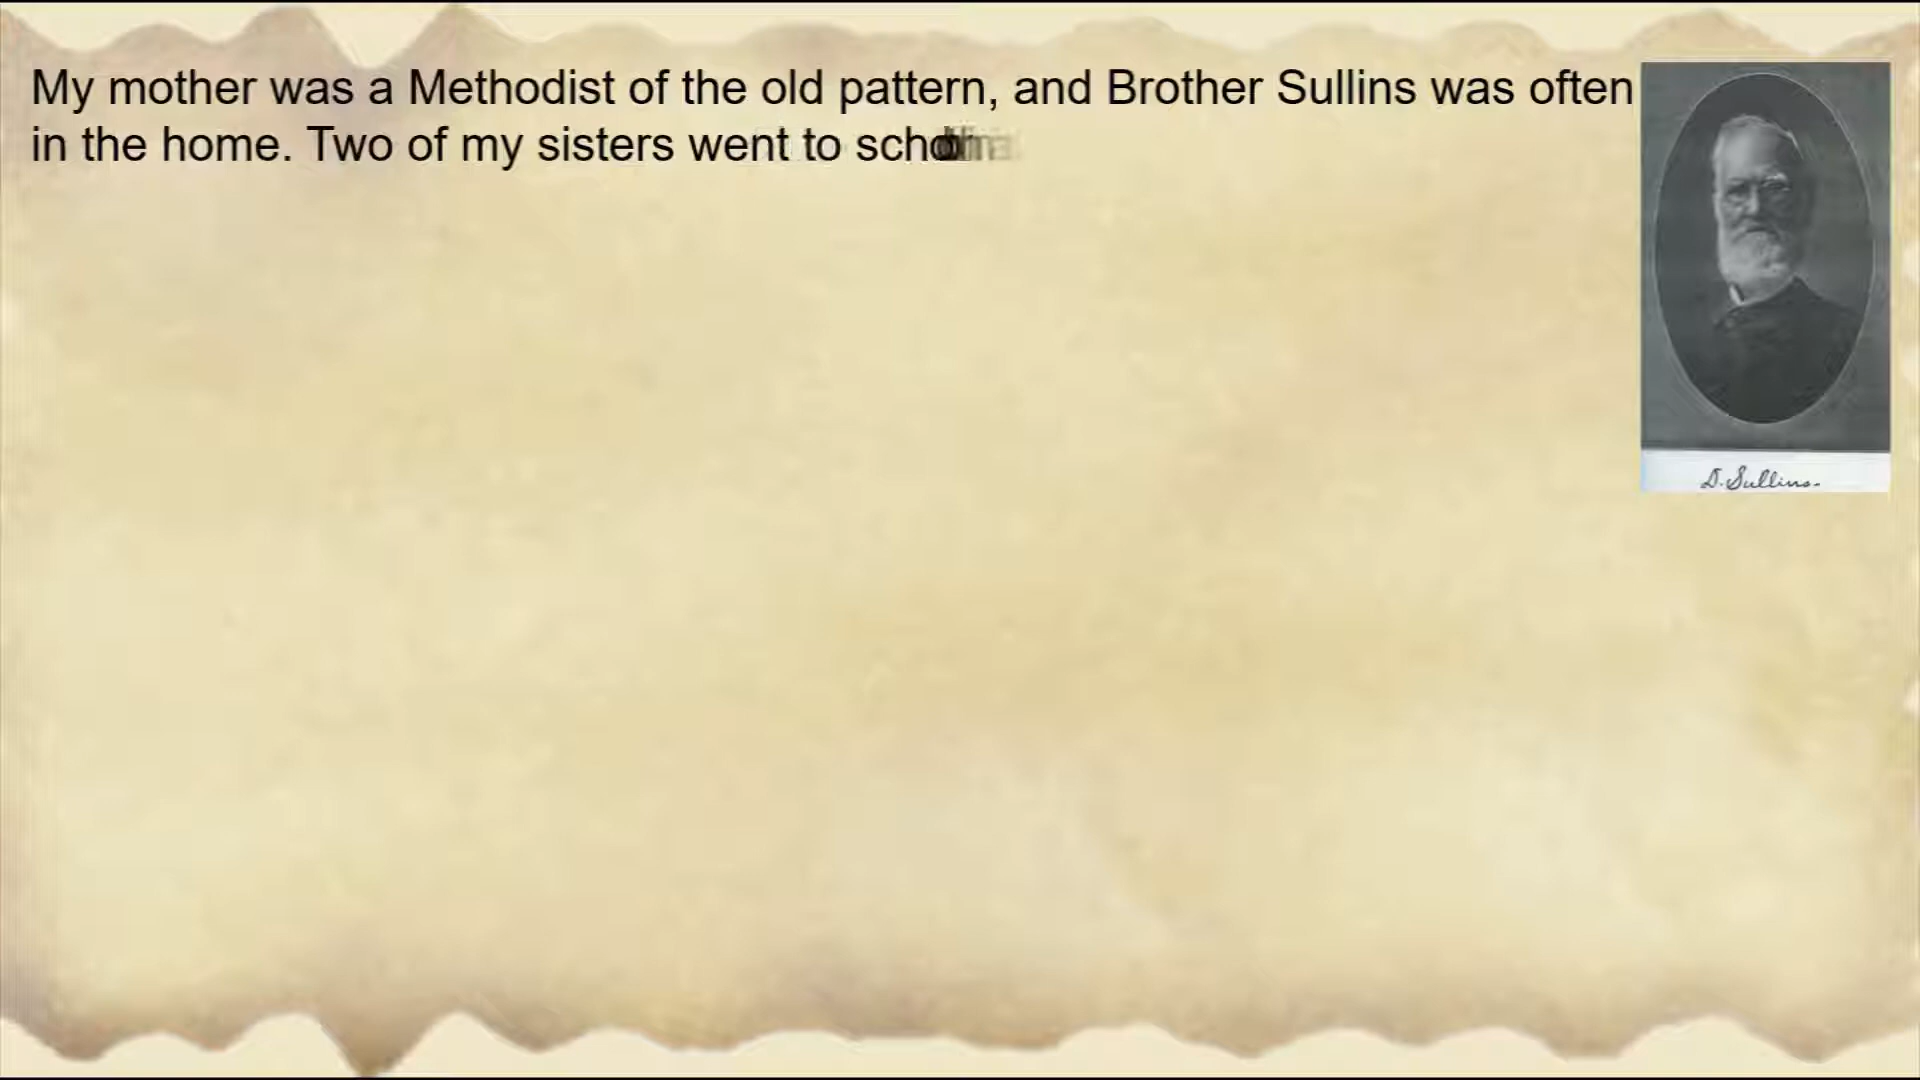 My mother was a Methodist of the old pattern, and Brother Sullins was often
in the home. Two of my sisters went to
D. Sullins.